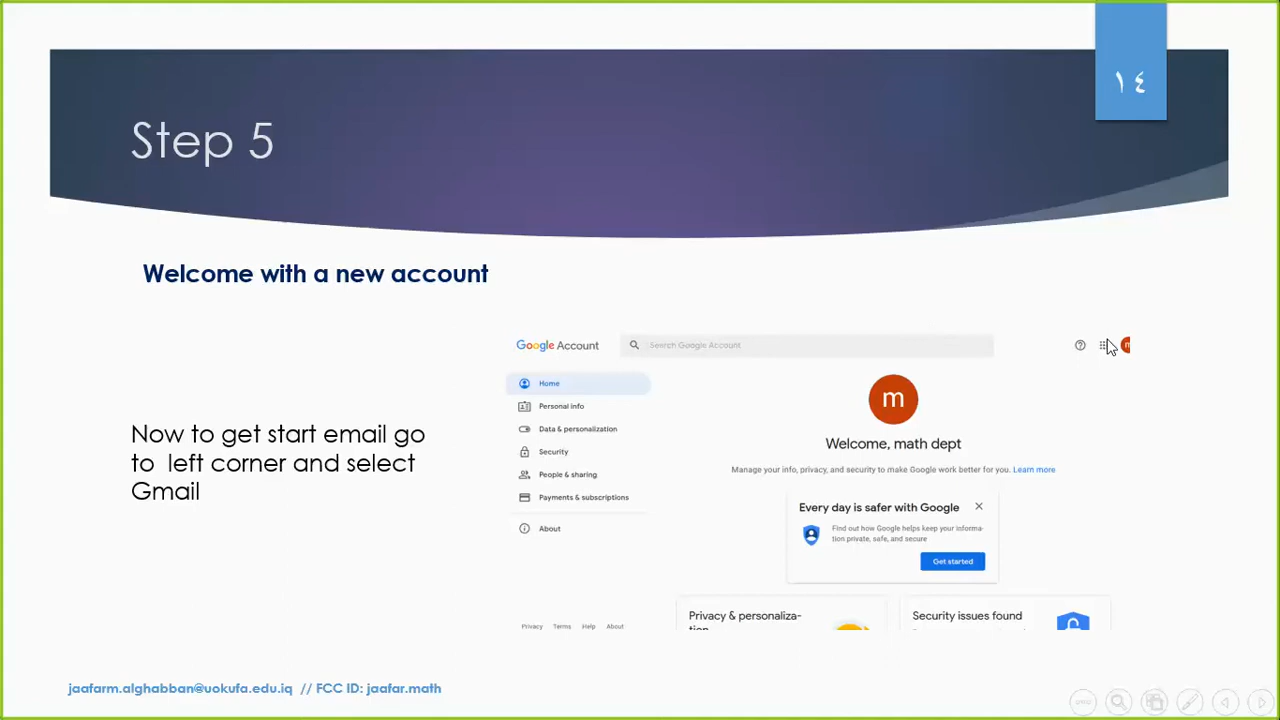 ١٤
Step 5
Welcome with a new account
Now to get start email go
to left corner and select
Gmail
Google Account
Search Google Account
m
Home
Personal info
Data & personalization
Security
People & sharing
Payments & subscriptions
About
m
Welcome, math dept
Manage your info, privacy, and security to make Google work better for you. Learn more
Every day is safer with Google
Find out how Google helps keep your informa-
tion private, safe, and secure
Get started
Privacy & personaliza-
tion
Security issues found
Privacy Terms Help About
jaafarm.alghabban@uokufa.edu.iq // FCC ID: jaafar.math